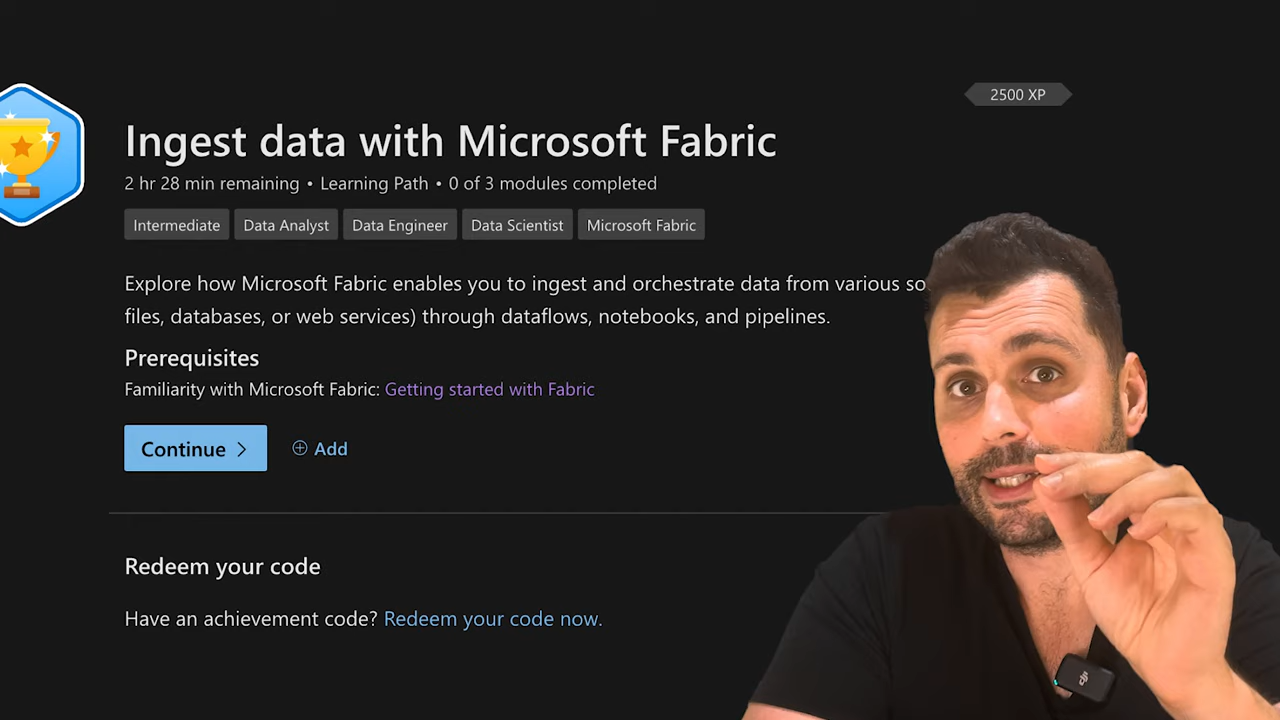 2500 XP
Ingest data with Microsoft Fabric
2 hr 28 min remaining • Learning Path • 0 of 3 modules completed
Intermediate Data Analyst Data Engineer Data Scientist Microsoft Fabric
Explore how Microsoft Fabric enables you to ingest and orchestrate data from various so
files, databases, or web services) through dataflows, notebooks, and pipelines.
Prerequisites
Familiarity with Microsoft Fabric: Getting started with Fabric
Continue
Add
Redeem your code
Have an achievement code? Redeem your code now.
dji